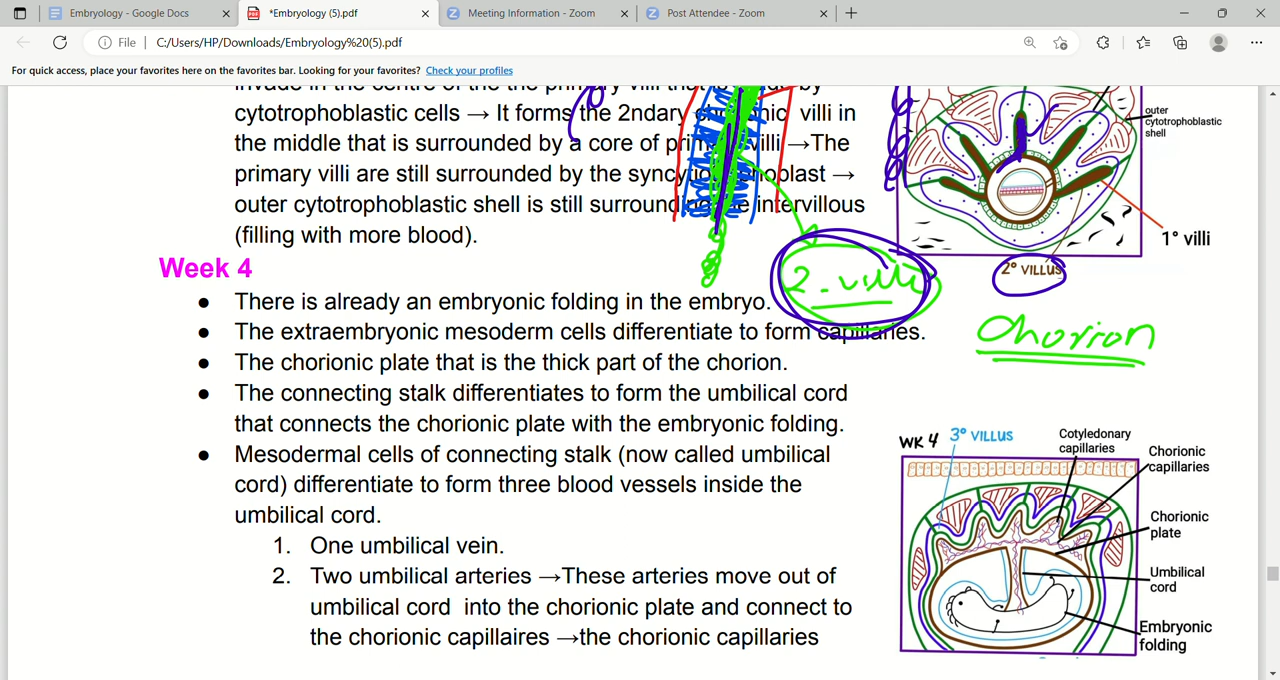 Embryology - Google Docs
*Embryology (5).pdf
Meeting Information - Zoom
Post Attendee - Zoom
File
C:/Users/HP/Downloads/Embryology%20(5).pdf
For quick access, place your favorites here on the favorites bar. Looking for your favorites? Check your profiles
cytotrophoblastic cells → It forms the 2ndary villi in
the middle that is surrounded by a core of villi →The
primary villi are still surrounded by the →
outer cytotrophoblastic shell is still intervillous
(filling with more blood).
outer
cytotrophoblastic
shell
1° villi
2° VILLUS
2. villi
Chorion
Week 4
● There is already an embryonic folding in the embryo.
● The extraembryonic mesoderm cells differentiate to form capillaries.
● The chorionic plate that is the thick part of the chorion.
● The connecting stalk differentiates to form the umbilical cord
that connects the chorionic plate with the embryonic folding.
● Mesodermal cells of connecting stalk (now called umbilical
cord) differentiate to form three blood vessels inside the
umbilical cord.
1. One umbilical vein.
2. Two umbilical arteries →These arteries move out of
umbilical cord into the chorionic plate and connect to
the chorionic capillaires →the chorionic capillaries
WK 4 3° VILLUS
Cotyledonary
capillaries
Chorionic
capillaries
Chorionic
plate
Umbilical
cord
Embryonic
folding